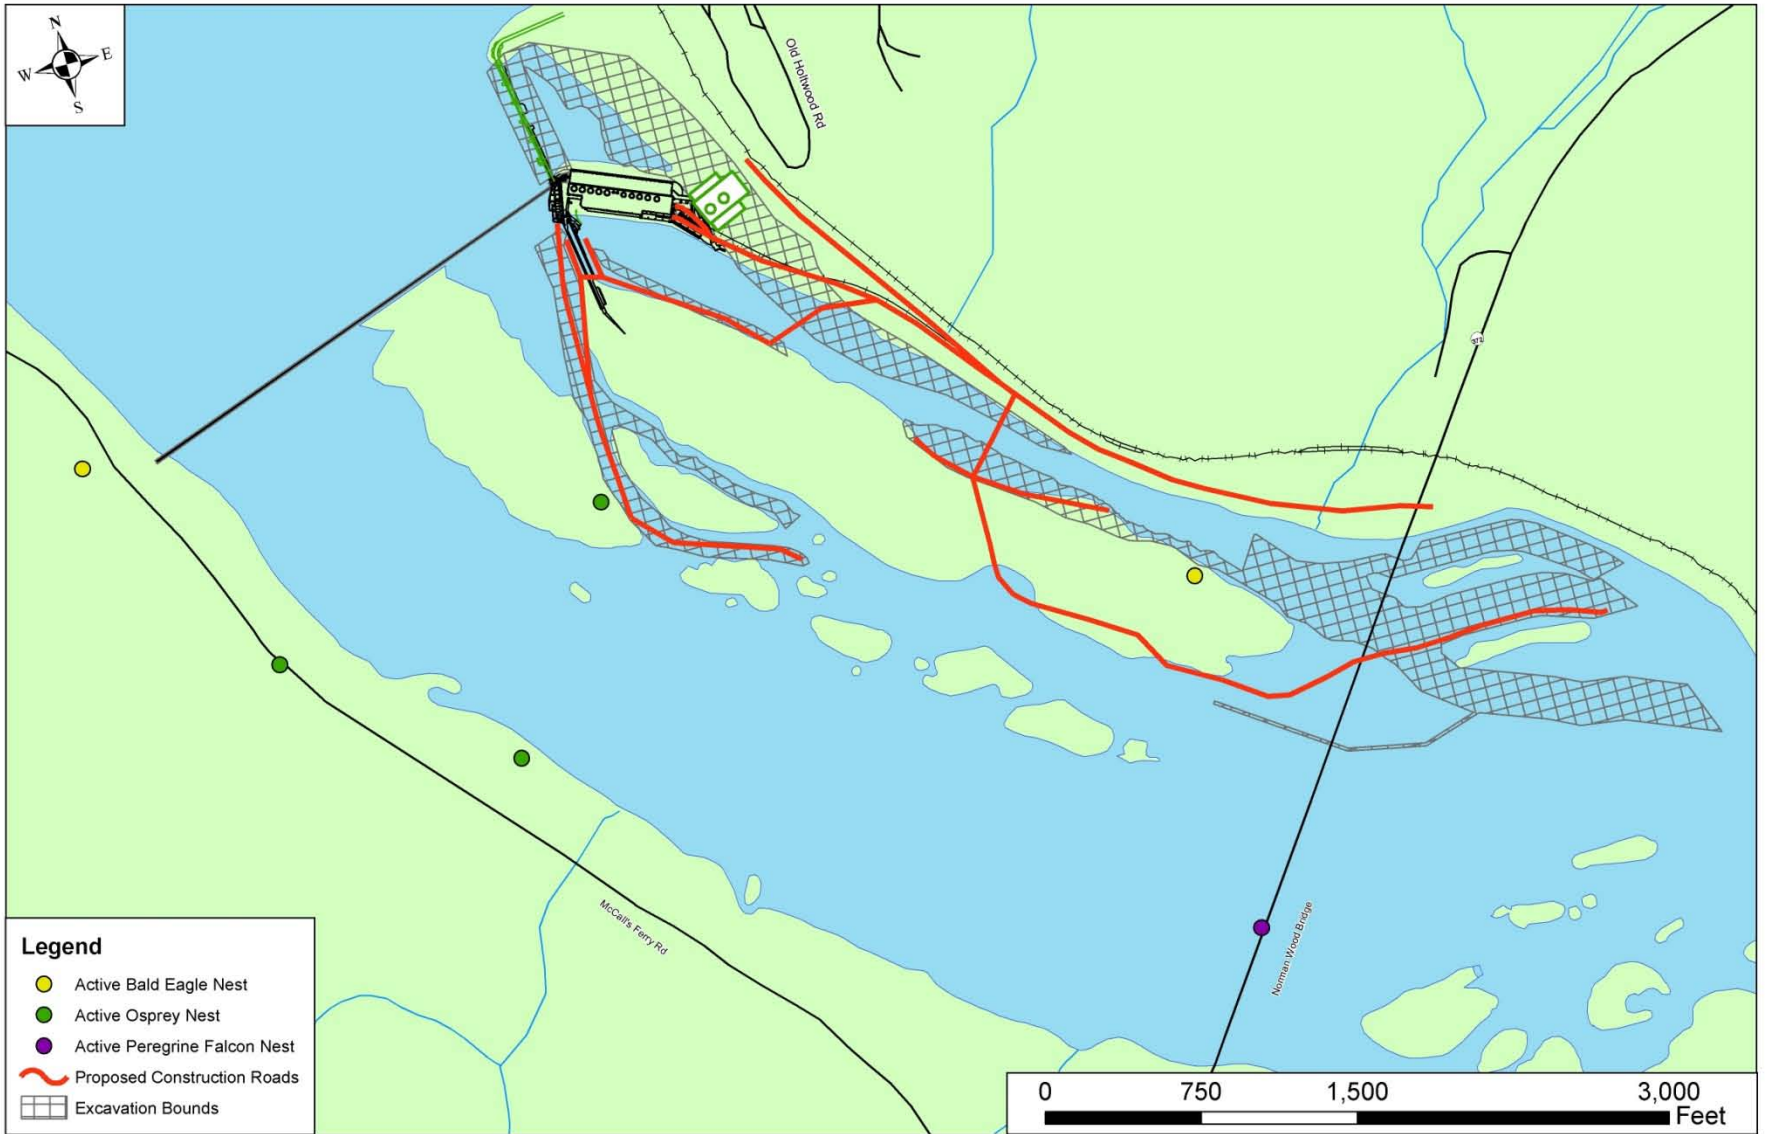 N
W E
S
Old Holtwood Rd
372
McCall's Ferry Rd
Norman Wood Bridge
Legend
Active Bald Eagle Nest
Active Osprey Nest
Active Peregrine Falcon Nest
Proposed Construction Roads
Excavation Bounds
0 750 1,500 3,000
Feet